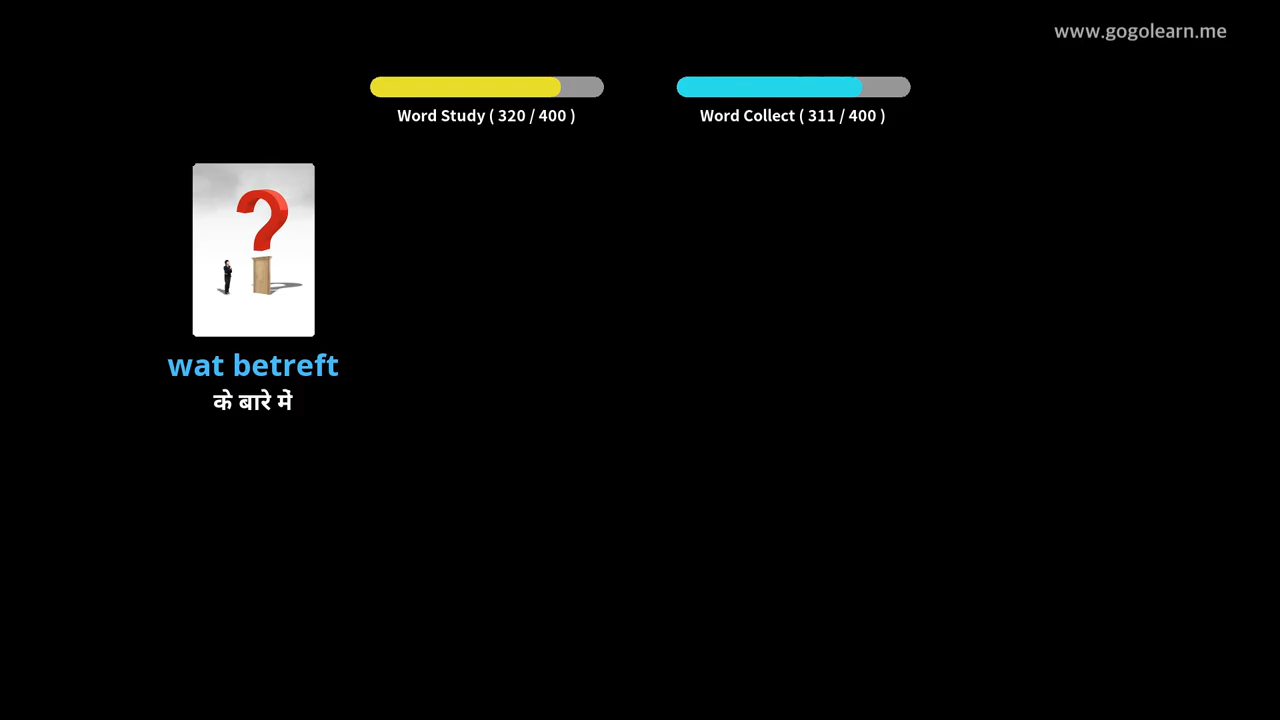 www.gogolearn.me
Word Study ( 320 / 400 )
Word Collect ( 311 / 400 )
wat betreft
के बारे में